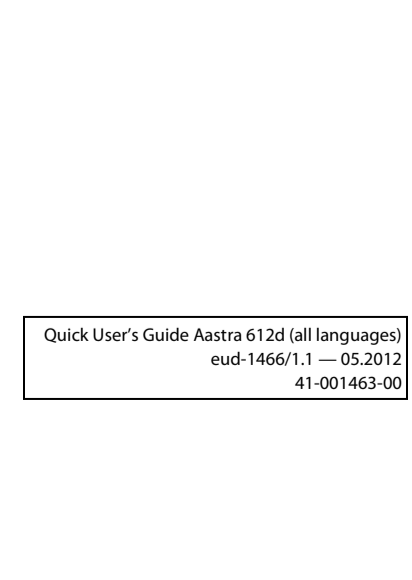 Quick User’s Guide Aastra 612d (all languages)
eud-1466/1.1 — 05.2012
41-001463-00